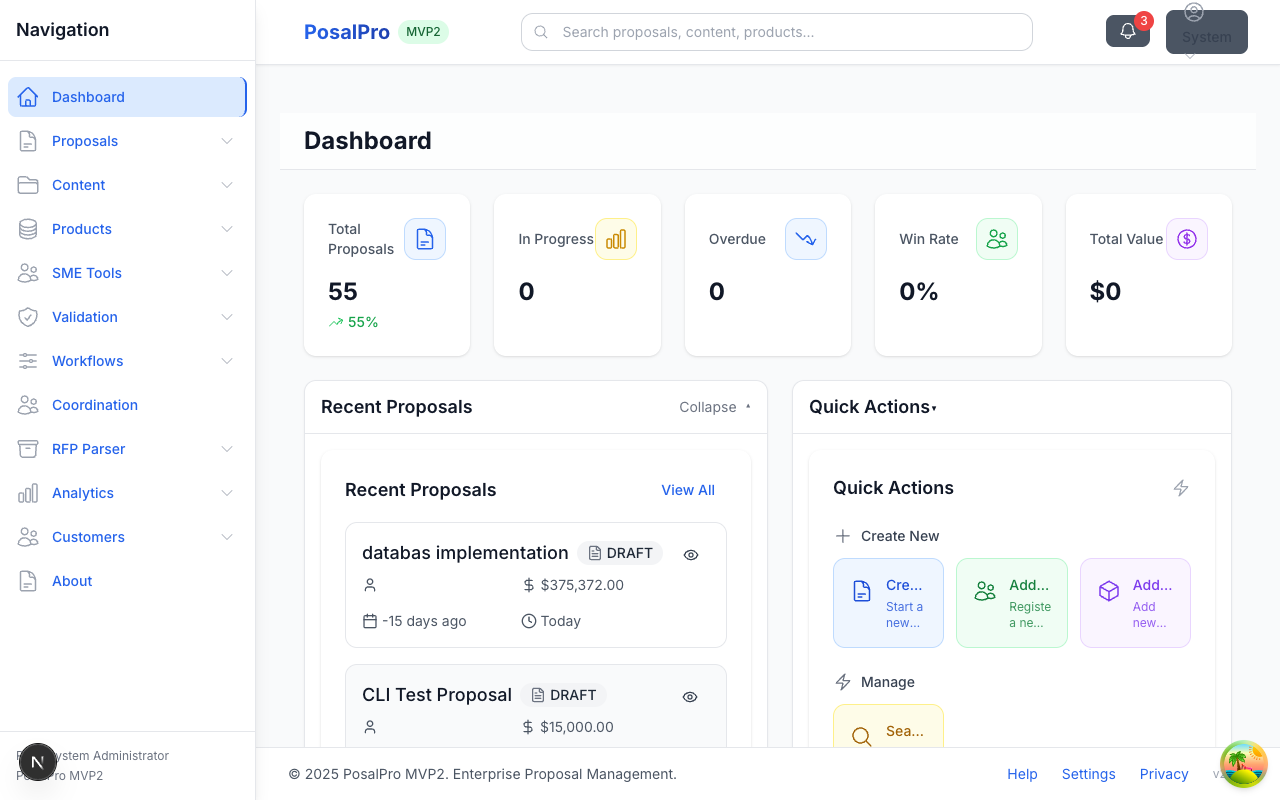 Navigation
Dashboard
Proposals
Content
Products
SME Tools
Validation
Workflows
Coordination
RFP Parser
Analytics
Customers
About
ystem Administrator
Pro MVP2
N
PosalPro MVP2
Search proposals, content, products...
3
System
Dashboard
Total Proposals
55
55%
In Progress
0
Overdue
0
Win Rate
0%
Total Value
$0
Recent Proposals
Collapse
Recent Proposals
View All
databas implementation
DRAFT
$375,372.00
-15 days ago
Today
CLI Test Proposal
DRAFT
$15,000.00
Quick Actions
Quick Actions
Create New
Cre...
Start a
new...
Add...
Registe
a ne...
Add...
Add
new...
Manage
Sea...
© 2025 PosalPro MVP2. Enterprise Proposal Management.
Help
Settings
Privacy